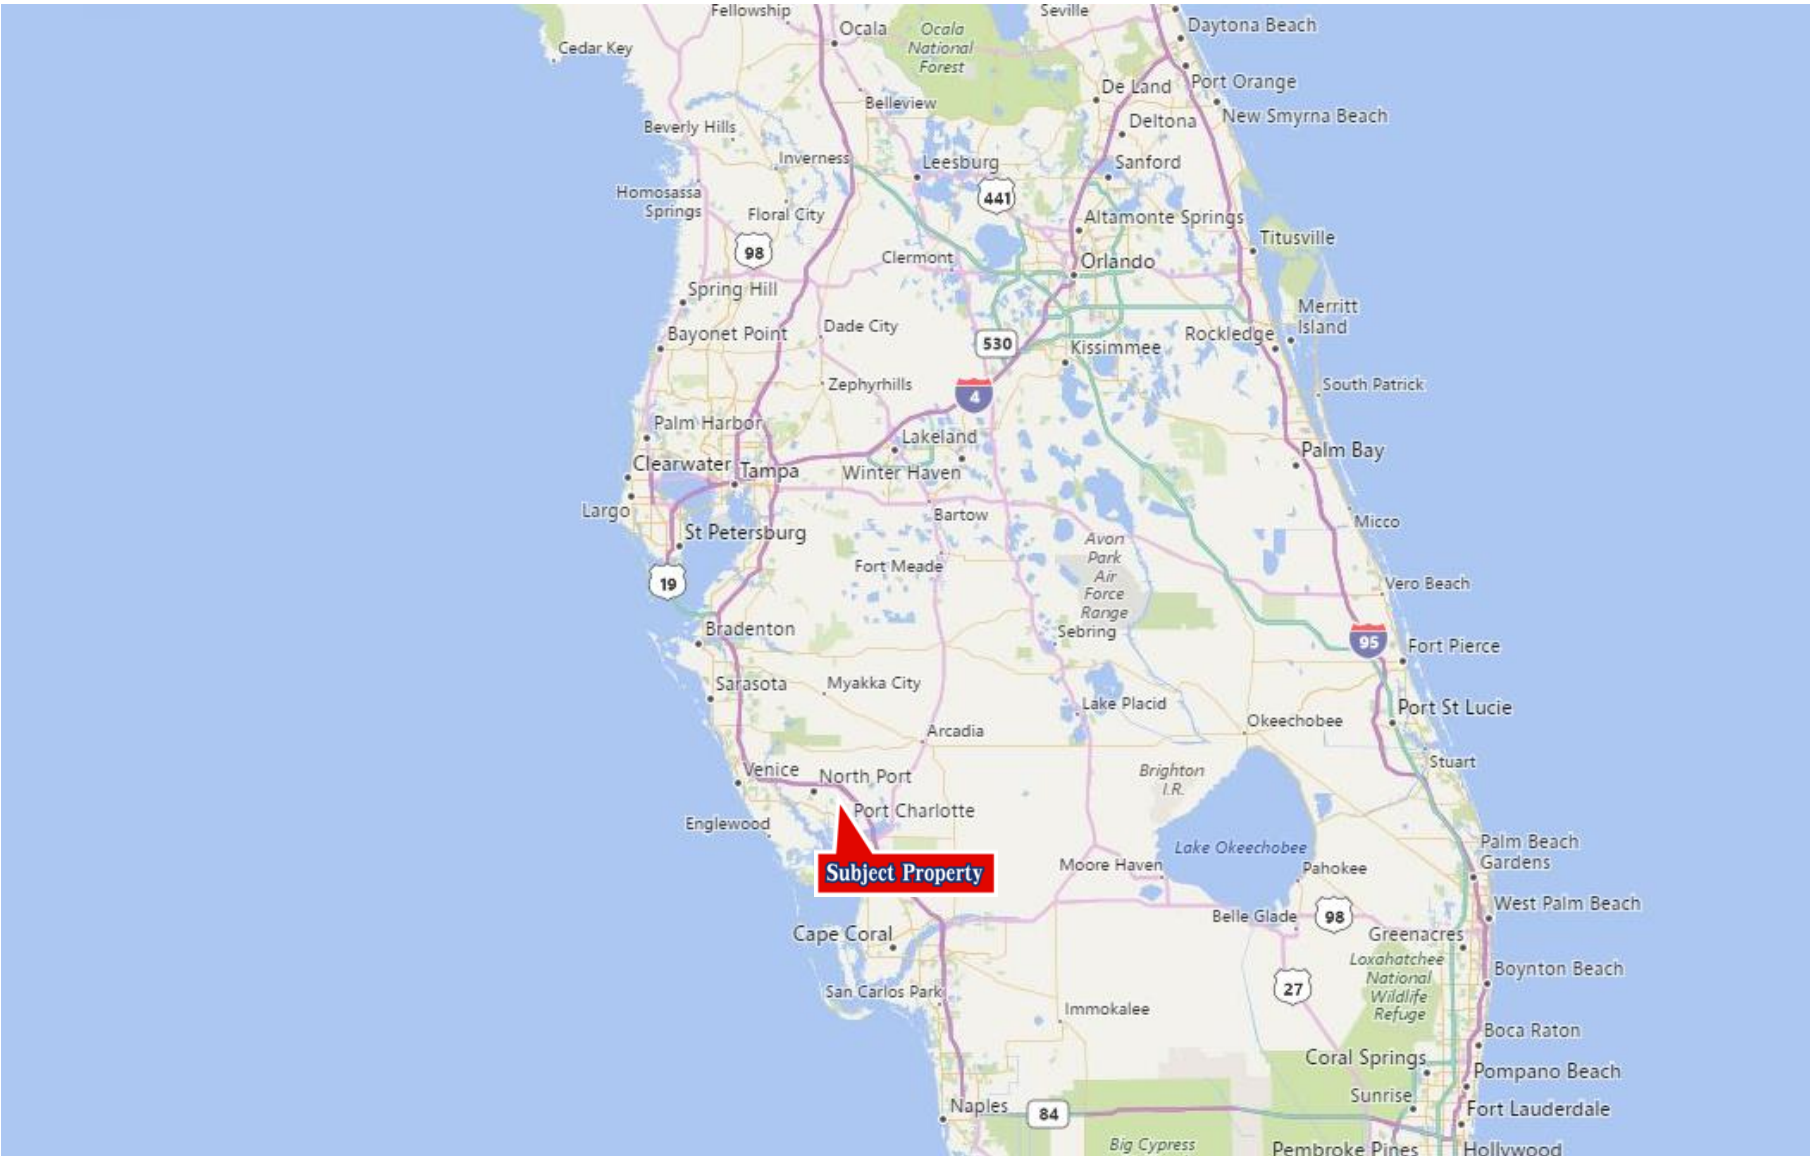 Fellowship
Seville
Ocala
Ocala
National
Forest
Daytona Beach
Cedar Key
De Land
Port Orange
Belleview
New Smyrna Beach
Beverly Hills
Deltona
Inverness
Leesburg
Sanford
Homosassa
Springs
441
Floral City
Altamonte Springs
Titusville
98
Clermont
Orlando
Spring Hill
Merritt
Island
Bayonet Point
Dade City
530
Rockledge
Kissimmee
Zephyrhills
4
South Patrick
Palm Harbor
Lakeland
Palm Bay
Clearwater
Tampa
Winter Haven
Largo
Bartow
Micco
St Petersburg
Avon
Park
Air
Force
Range
Fort Meade
19
Vero Beach
Bradenton
Sebring
95
Fort Pierce
Sarasota
Myakka City
Lake Placid
Port St Lucie
Okeechobee
Arcadia
Venice
North Port
Brighton
I.R.
Stuart
Englewood
Port Charlotte
Lake Okeechobee
Palm Beach
Gardens
Subject Property
Moore Haven
Pahokee
Belle Glade
98
West Palm Beach
Cape Coral
Greenacres
Loxahatchee
National
Wildlife
Refuge
Boynton Beach
San Carlos Park
27
Immokalee
Boca Raton
Coral Springs
Pompano Beach
Sunrise
Naples
84
Fort Lauderdale
Big Cypress
Pembroke Pines
Hollywood